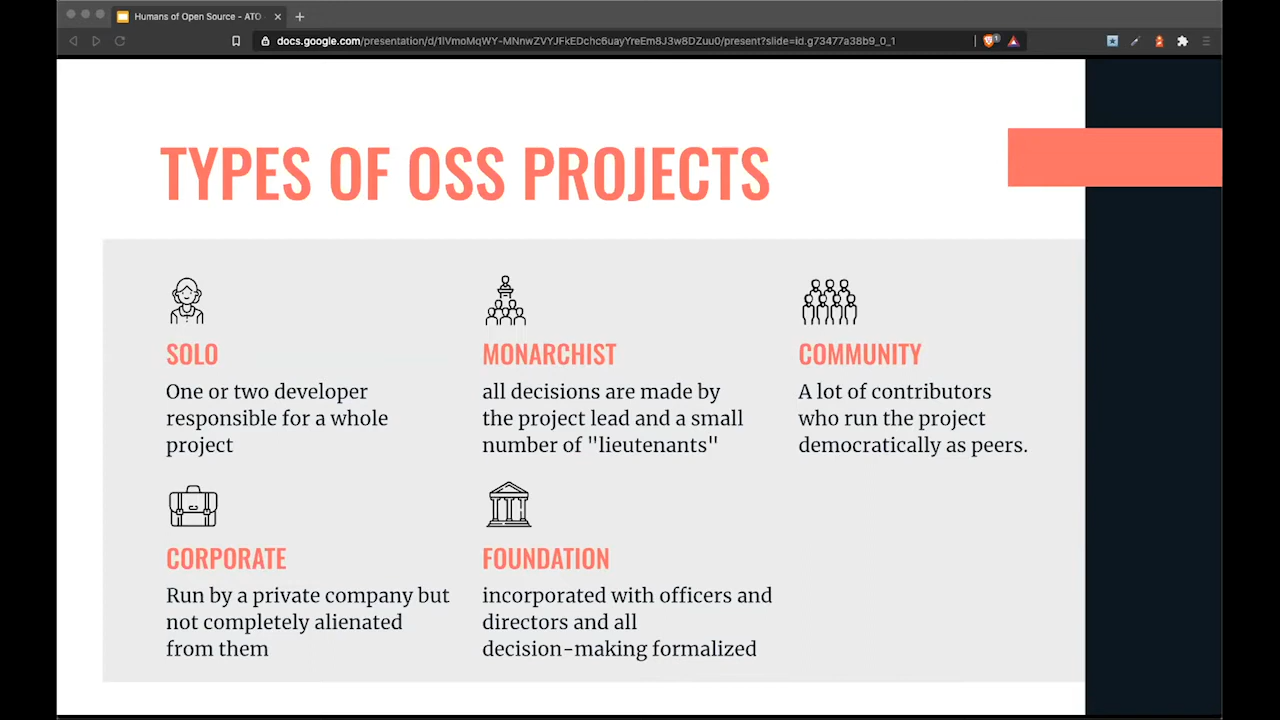 Humans of Open Source - ATO
docs.google.com/presentation/d/1lVmoMqWY-MNnwZVYJFkEDchc6uayYreEm8J3w8DZuu0/present?slide=id.g73477a38b9_0_1
1
TYPES OF OSS PROJECTS
SOLO
One or two developer
responsible for a whole
project
MONARCHIST
all decisions are made by
the project lead and a small
number of "lieutenants"
COMMUNITY
A lot of contributors
who run the project
democratically as peers.
CORPORATE
Run by a private company but
not completely alienated
from them
FOUNDATION
incorporated with officers and
directors and all
decision-making formalized